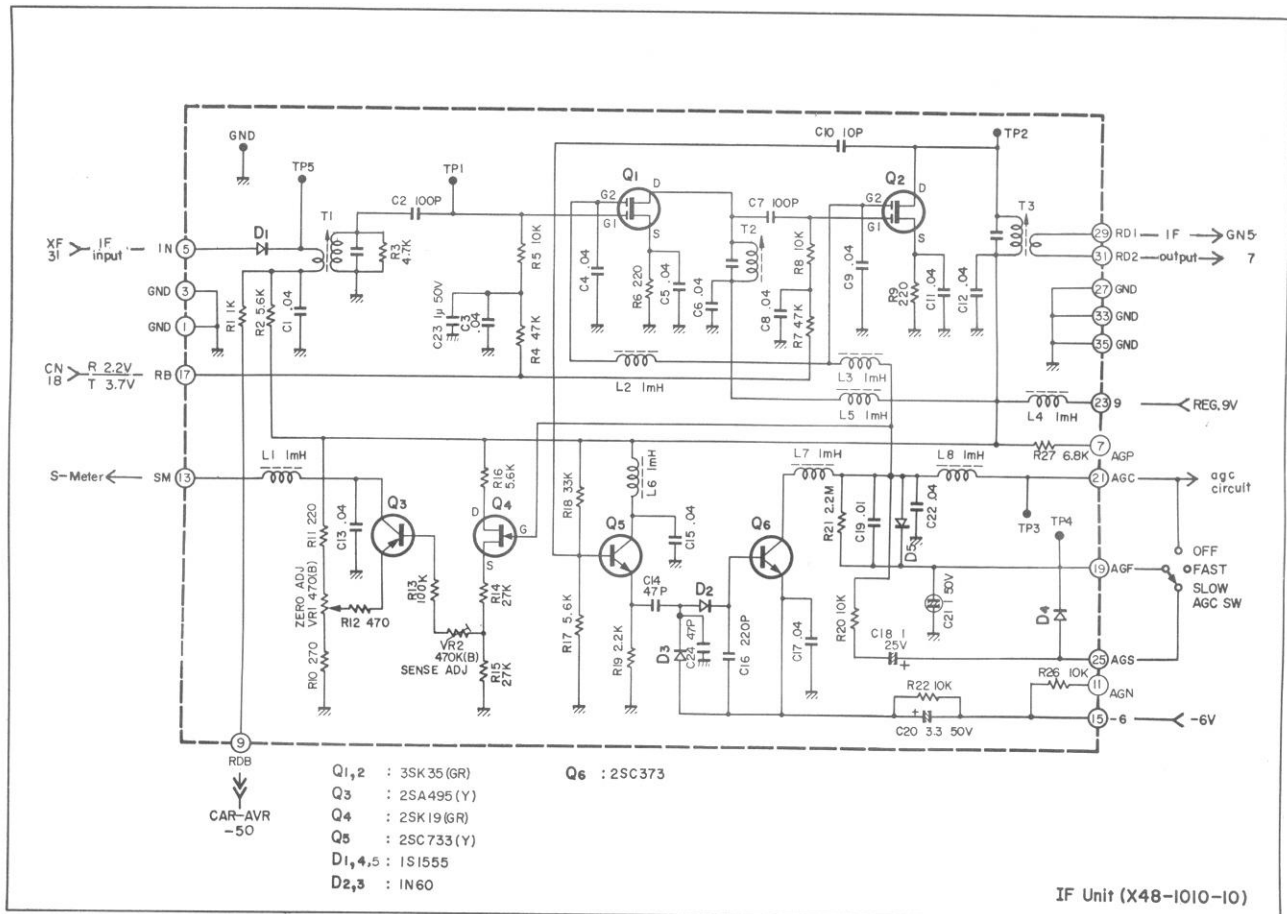 GND
TP5
TP1
C10 10P
TP2
Q1
D
G2
G1
S
Q2
D
G2
G1
S
T1
C2 100P
C7 100P
T2
T3
XF
31
IF
input
IN
5
D1
R3
4.7K
R5 10K
C4 .04
R6 220
C5 .04
C6 .04
R8 10K
C8 .04
C9 .04
R9
220
C11 .04
C12 .04
29
RD1
IF
GN5
31
RD2
output
7
27
GND
33
GND
35
GND
GND
3
GND
1
R1 1K
R2 5.6K
C1 .04
C23 1μ 50V
C3
.04
R4 47K
R7 47K
CN
18
R 2.2V
T 3.7V
RB
17
L2 1mH
L3 1mH
L5 1mH
L4 1mH
23
9
REG.9V
R27 6.8K
7
AGP
S-Meter
SM
13
L1 1mH
R16
5.6K
R18 33K
L6 1mH
L7 1mH
L8 1mH
21
AGC
agc
circuit
R11 220
C13 .04
Q3
Q4
D
G
S
Q5
C15 .04
Q6
R21 2.2M
C19 .01
D5
C22 .04
TP3
TP4
OFF
FAST
SLOW
AGC SW
19
AGF
ZERO ADJ
VR1 470(B)
R12 470
R13
100K
R14
27K
VR2
470K(B)
SENSE ADJ
R15
27K
R10 270
R17 5.6K
R19 2.2K
C14
47P
D2
D3
C24 47P
C16 220P
C17 .04
R20 10K
C18 1
25V
+
C21 1 50V
D4
25
AGS
R26 10K
11
AGN
R22 10K
+
C20 3.3 50V
15
-6
-6V
9
RDB
CAR-AVR
-50
Q1,2 : 3SK35(GR)
Q3 : 2SA495(Y)
Q4 : 2SK19(GR)
Q5 : 2SC733(Y)
D1,4,5 : 1S1555
D2,3 : 1N60
Q6 : 2SC373
IF Unit (X48-1010-10)